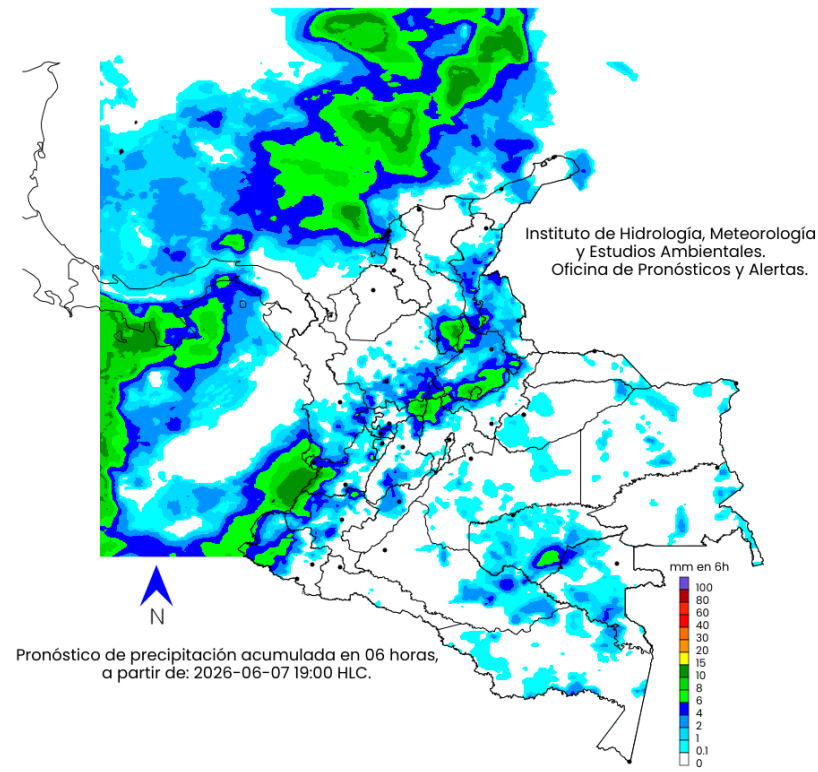 Instituto de Hidrología, Meteorología
y Estudios Ambientales.
Oficina de Pronósticos y Alertas.
mm en 6h
100
80
60
40
30
20
15
10
8
6
4
2
1
0.1
0
N
Pronóstico de precipitación acumulada en 06 horas,
a partir de: 2026-06-07 19:00 HLC.